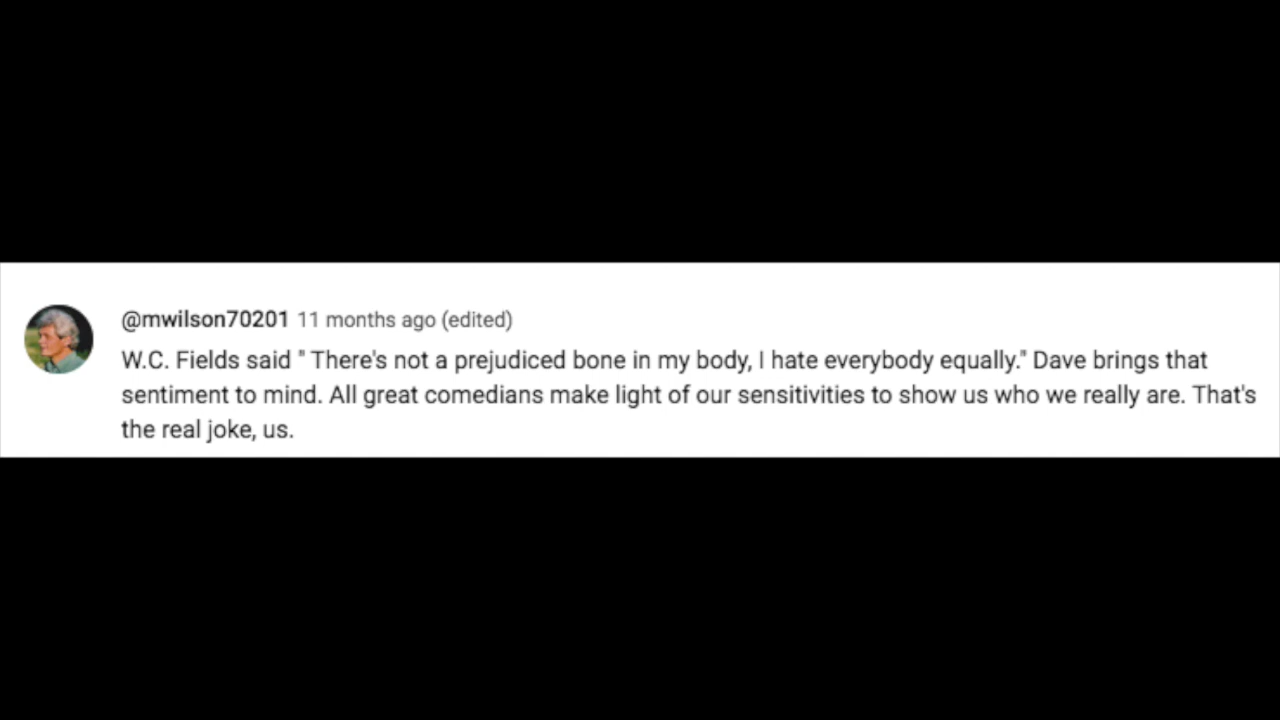 @mwilson70201 11 months ago (edited)
W.C. Fields said " There's not a prejudiced bone in my body, I hate everybody equally." Dave brings that
sentiment to mind. All great comedians make light of our sensitivities to show us who we really are. That's
the real joke, us.